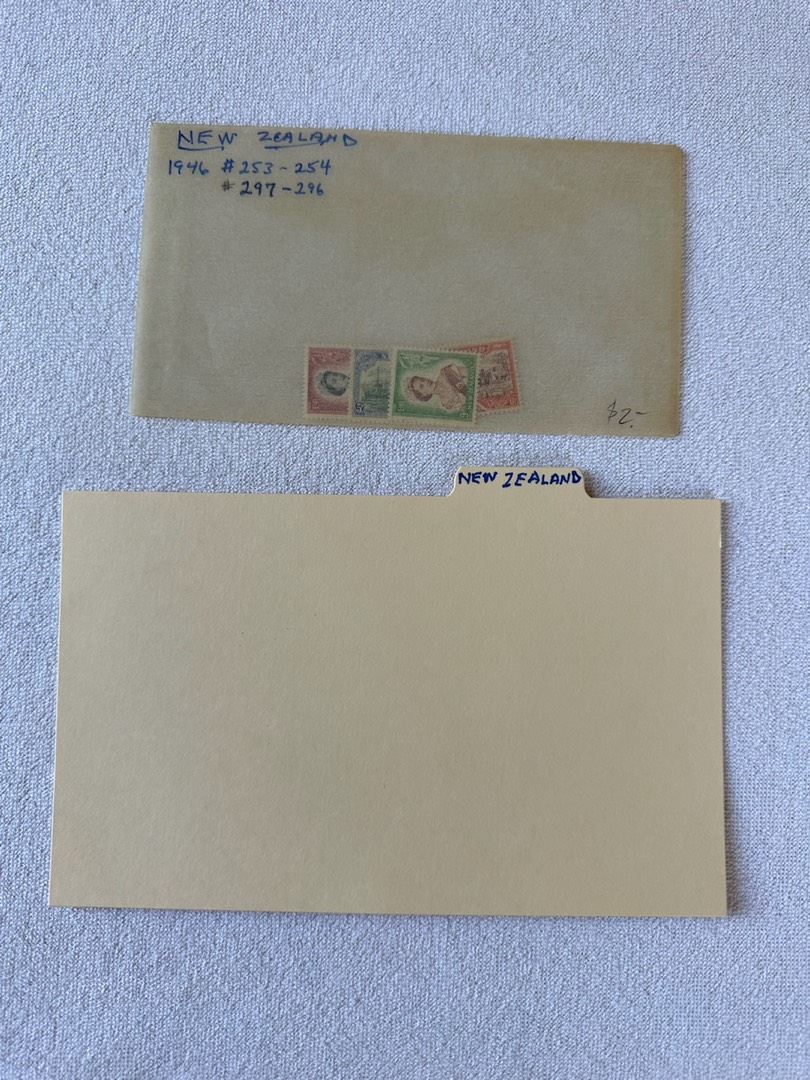 NEW ZEALAND
1946 #253-254
#297-296
$2.-
NEW ZEALAND